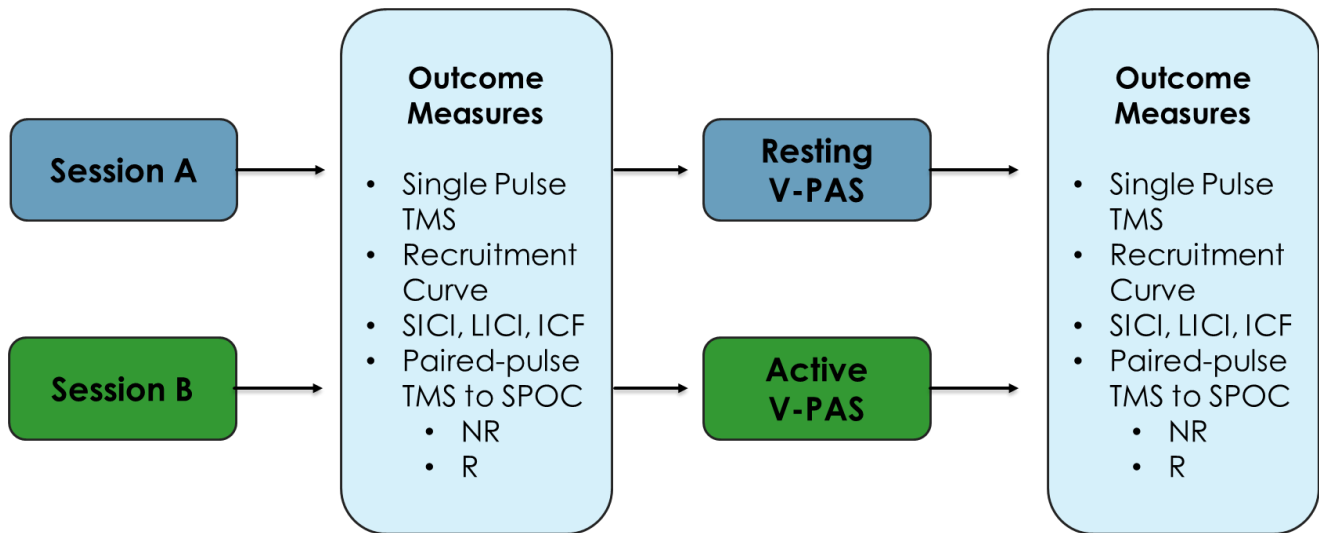 Session A
Session B
Outcome
Measures
• Single Pulse
TMS
• Recruitment
Curve
• SICI, LICI, ICF
• Paired-pulse
TMS to SPOC
• NR
• R
Resting
V-PAS
Active
V-PAS
Outcome
Measures
• Single Pulse
TMS
• Recruitment
Curve
• SICI, LICI, ICF
• Paired-pulse
TMS to SPOC
• NR
• R